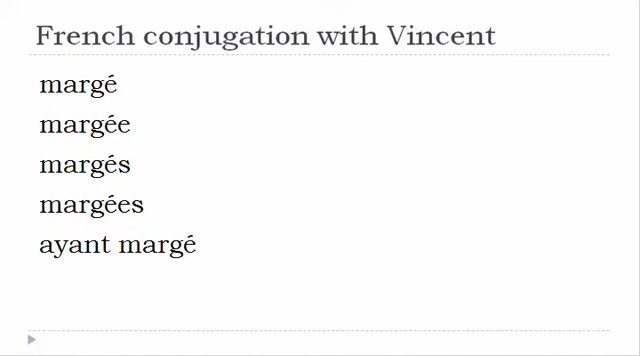 French conjugation with Vincent
margé
margée
margés
margées
ayant margé